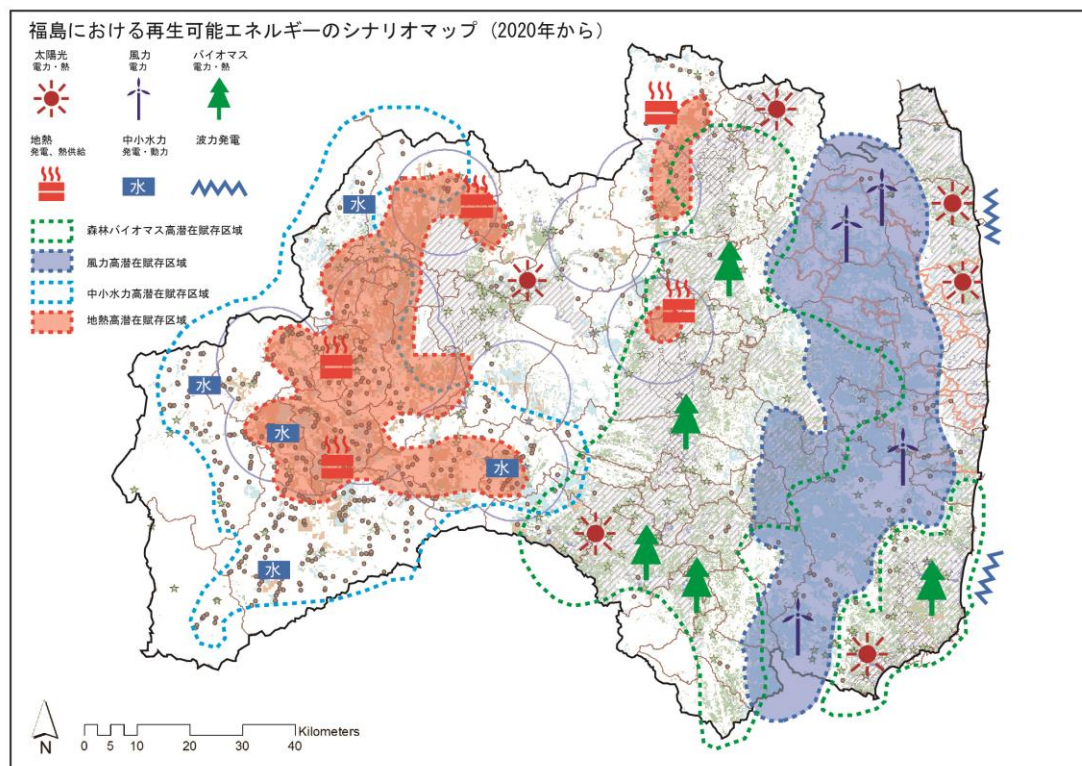 福島における再生可能エネルギーのシナリオマップ（2020年から）
太陽光 風力 バイオマス
電力・熱 電力 電力・熱
地熱 中小水力 波力発電
発電、熱供給 発電・動力
水
森林バイオマス高潜在賦存区域
風力高潜在賦存区域
中小水力高潜在賦存区域
地熱高潜在賦存区域
水
水
水
水
水
N
Kilometers
0 5 10 20 30 40